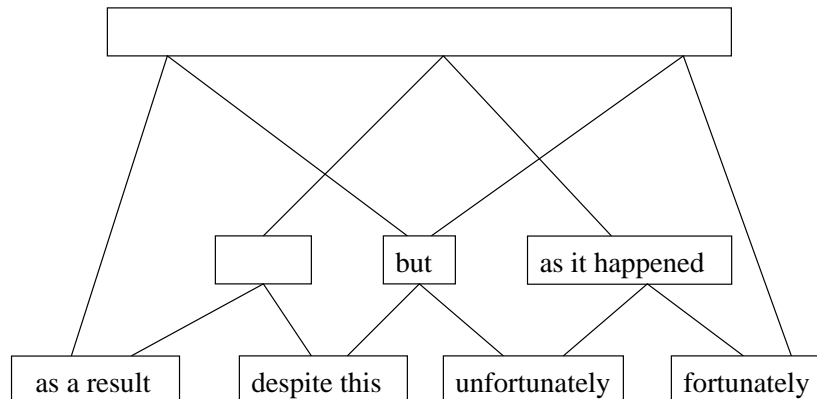 but
as it happened
as a result
despite this
unfortunately
fortunately